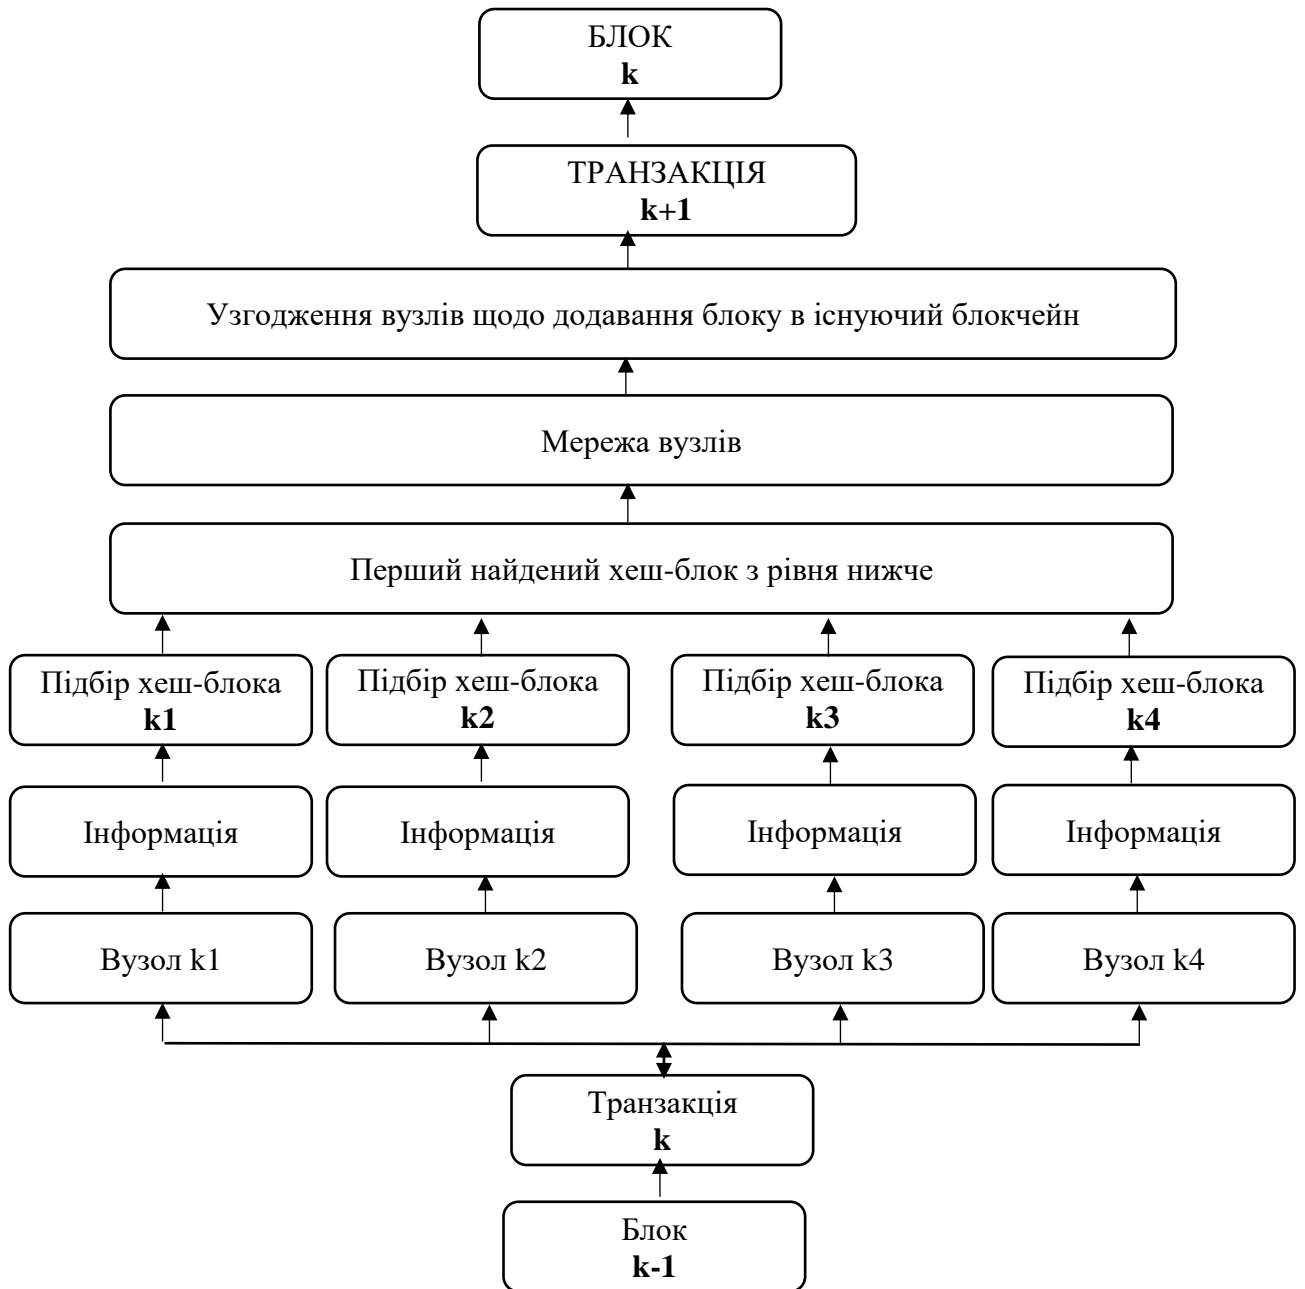 БЛОК
k
ТРАНЗАКЦІЯ
k+1
Узгодження вузлів щодо додавання блоку в існуючий блокчейн
Мережа вузлів
Перший найдений хеш-блок з рівня нижче
Підбір хеш-блока
k1
Підбір хеш-блока
k2
Підбір хеш-блока
k3
Підбір хеш-блока
k4
Інформація
Інформація
Інформація
Інформація
Вузол k1
Вузол k2
Вузол k3
Вузол k4
Транзакція
k
Блок
k-1